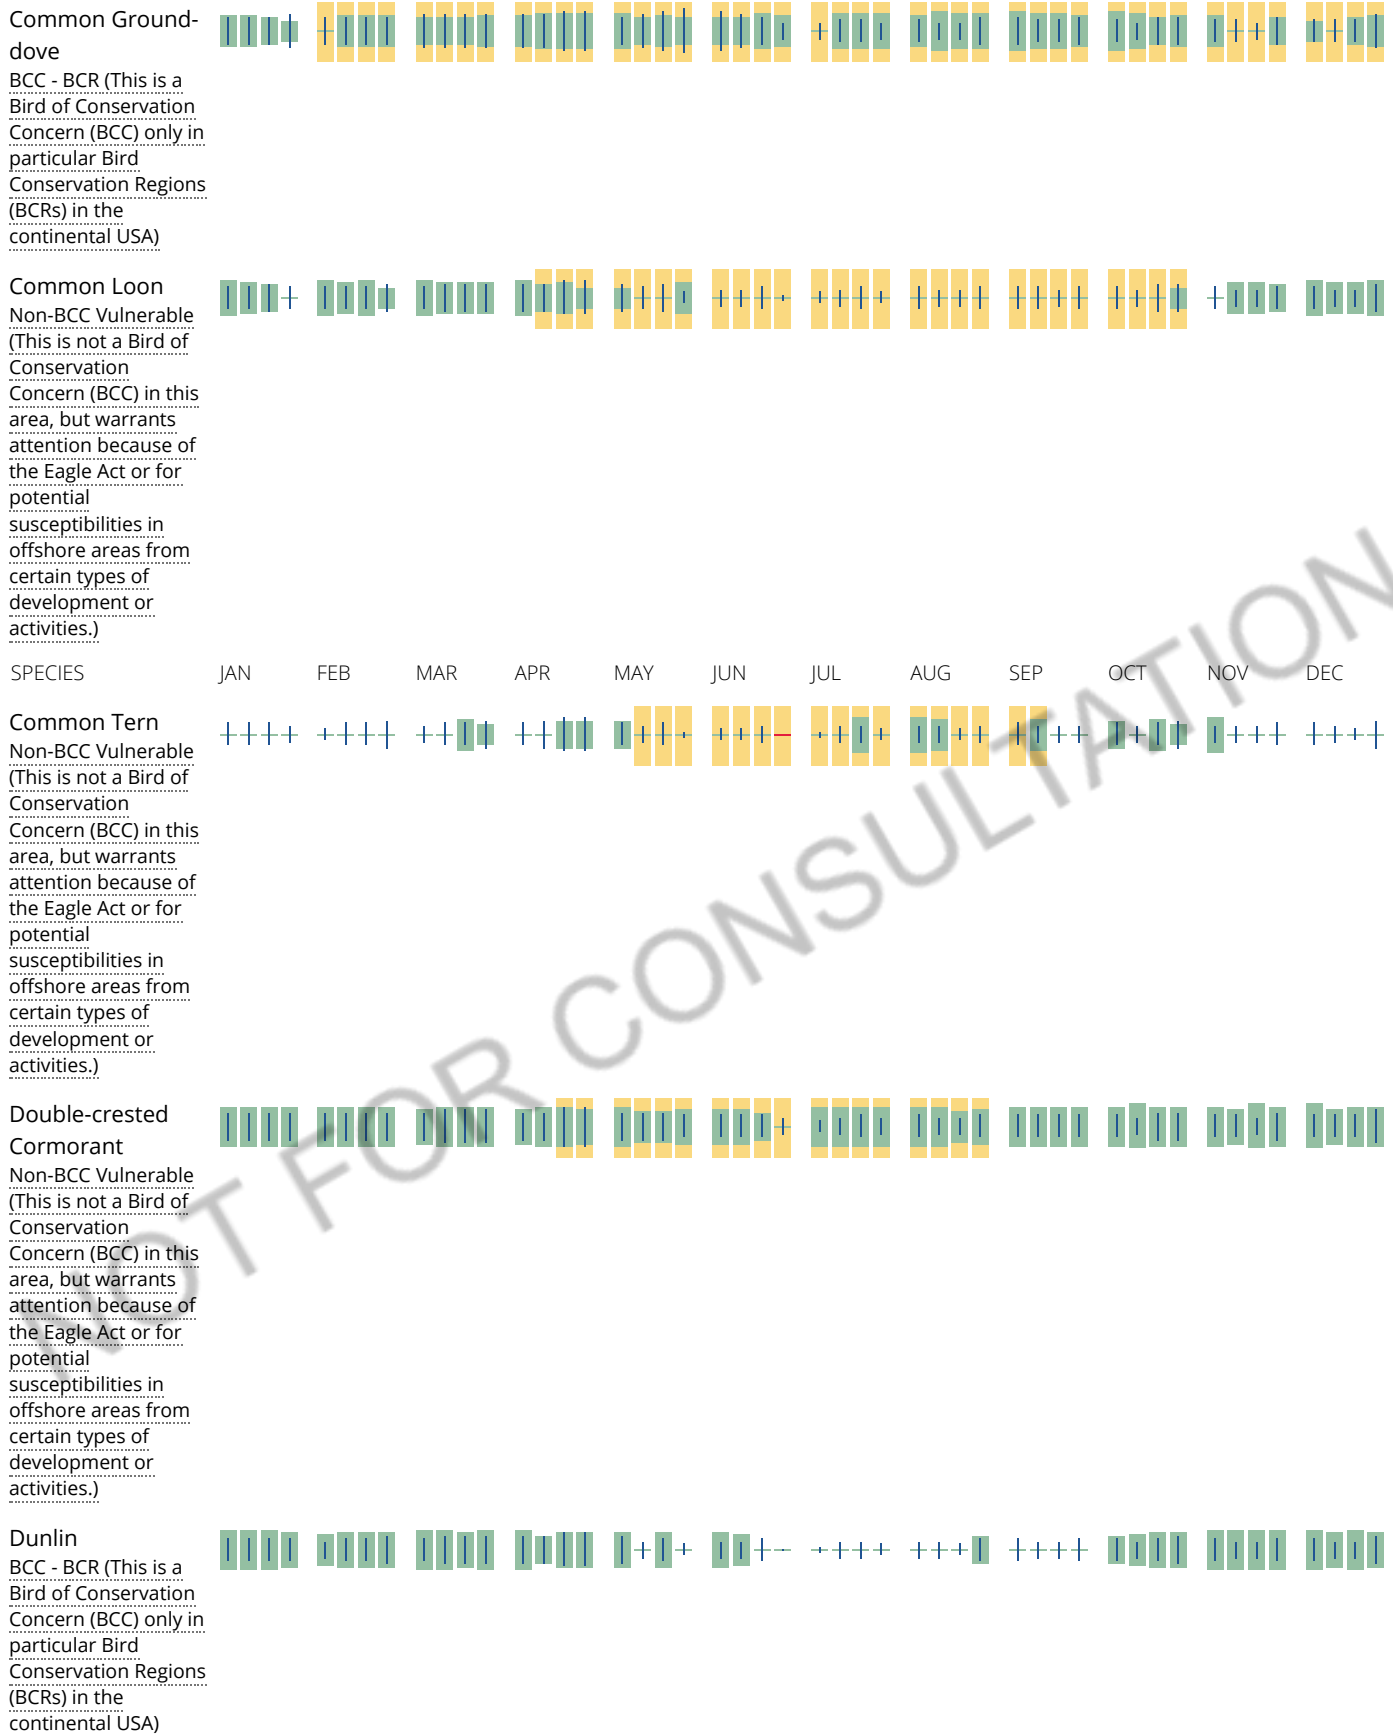 Common Ground-
dove
BCC - BCR (This is a
Bird of Conservation
Concern (BCC) only in
particular Bird
Conservation Regions
(BCRs) in the
continental USA)
Common Loon
Non-BCC Vulnerable
(This is not a Bird of
Conservation
Concern (BCC) in this
area, but warrants
attention because of
the Eagle Act or for
potential
susceptibilities in
offshore areas from
certain types of
development or
activities.)
SPECIES JAN FEB MAR APR MAY JUN JUL AUG SEP OCT NOV DEC
Common Tern
Non-BCC Vulnerable
(This is not a Bird of
Conservation
Concern (BCC) in this
area, but warrants
attention because of
the Eagle Act or for
potential
susceptibilities in
offshore areas from
certain types of
development or
activities.)
Double-crested
Cormorant
Non-BCC Vulnerable
(This is not a Bird of
Conservation
Concern (BCC) in this
area, but warrants
attention because of
the Eagle Act or for
potential
susceptibilities in
offshore areas from
certain types of
development or
activities.)
Dunlin
BCC - BCR (This is a
Bird of Conservation
Concern (BCC) only in
particular Bird
Conservation Regions
(BCRs) in the
continental USA)
NOT FOR CONSULTATION